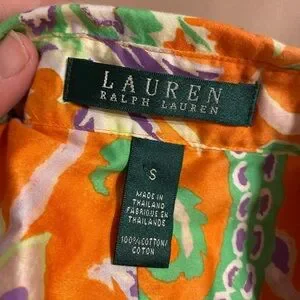 LAUREN
RALPH LAUREN
S
MADE IN
THAILAND
FABRIQUÉ EN
THAÏLANDE
100%COTTON/
COTON